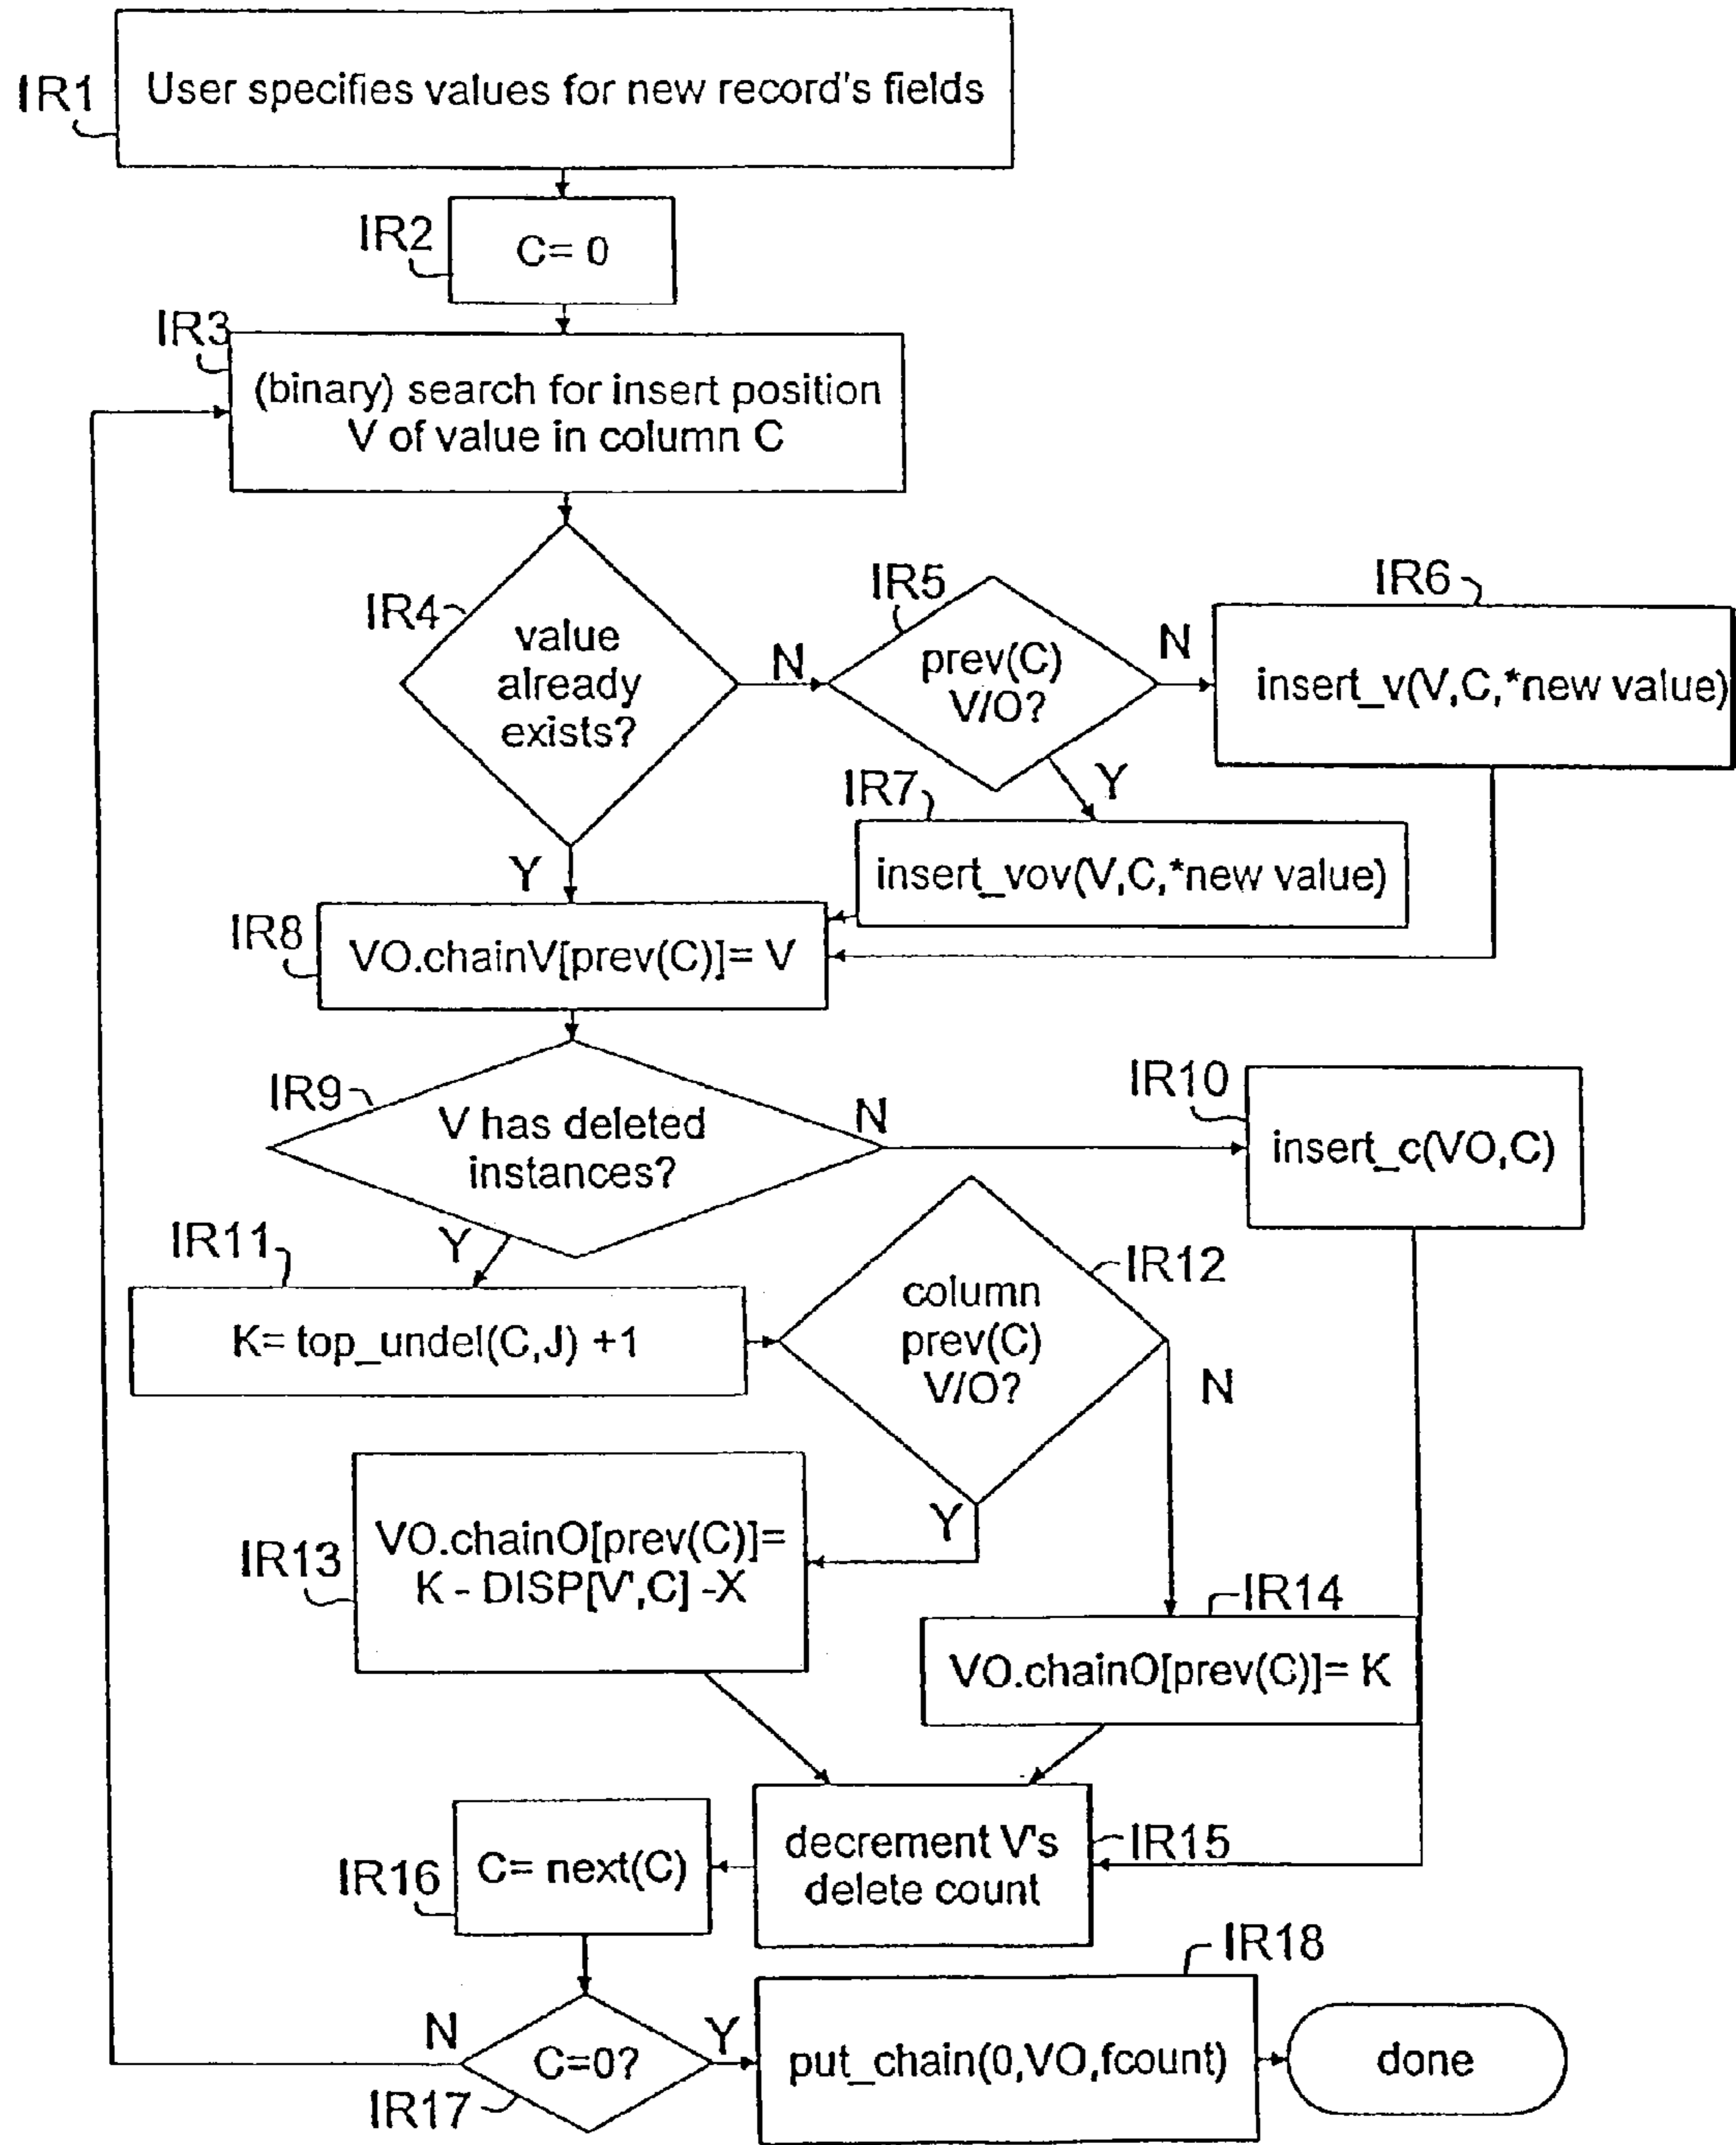 IR1
User specifies values for new record's fields
IR2
C= 0
IR3
(binary) search for insert position
V of value in column C
IR4
value
already
exists?
N
Y
IR5
prev(C)
V/O?
N
Y
IR6
insert_v(V,C,*new value)
IR7
insert_vov(V,C,*new value)
IR8
VO.chainV[prev(C)]= V
IR9
V has deleted
instances?
N
Y
IR10
insert_c(VO,C)
IR11
K= top_undel(C,J) +1
IR12
column
prev(C)
V/O?
N
Y
IR13
VO.chainO[prev(C)]=
K - DISP[V',C] -X
IR14
VO.chainO[prev(C)]= K
IR15
decrement V's
delete count
IR16
C= next(C)
IR17
C=0?
N
Y
IR18
put_chain(0,VO,fcount)
done